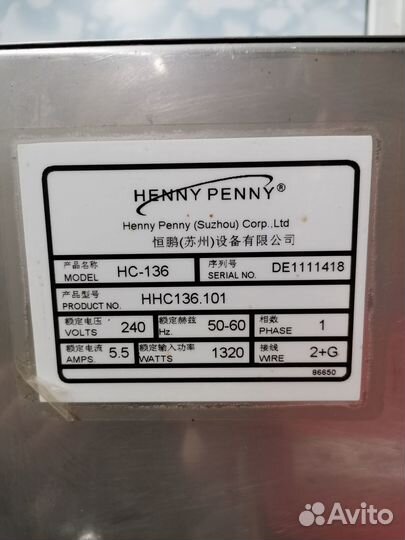 HENNY PENNY®
Henny Penny (Suzhou) Corp.,Ltd
恒鹏(苏州)设备有限公司
产品名称 MODEL HC-136 序列号 SERIAL NO. DE1111418
产品型号 PRODUCT NO. HHC136.101
额定电压 VOLTS 240 额定赫兹 Hz. 50-60 相数 PHASE 1
额定电流 AMPS. 5.5 额定输入功率 WATTS 1320 接线 WIRE 2+G
86650
Avito